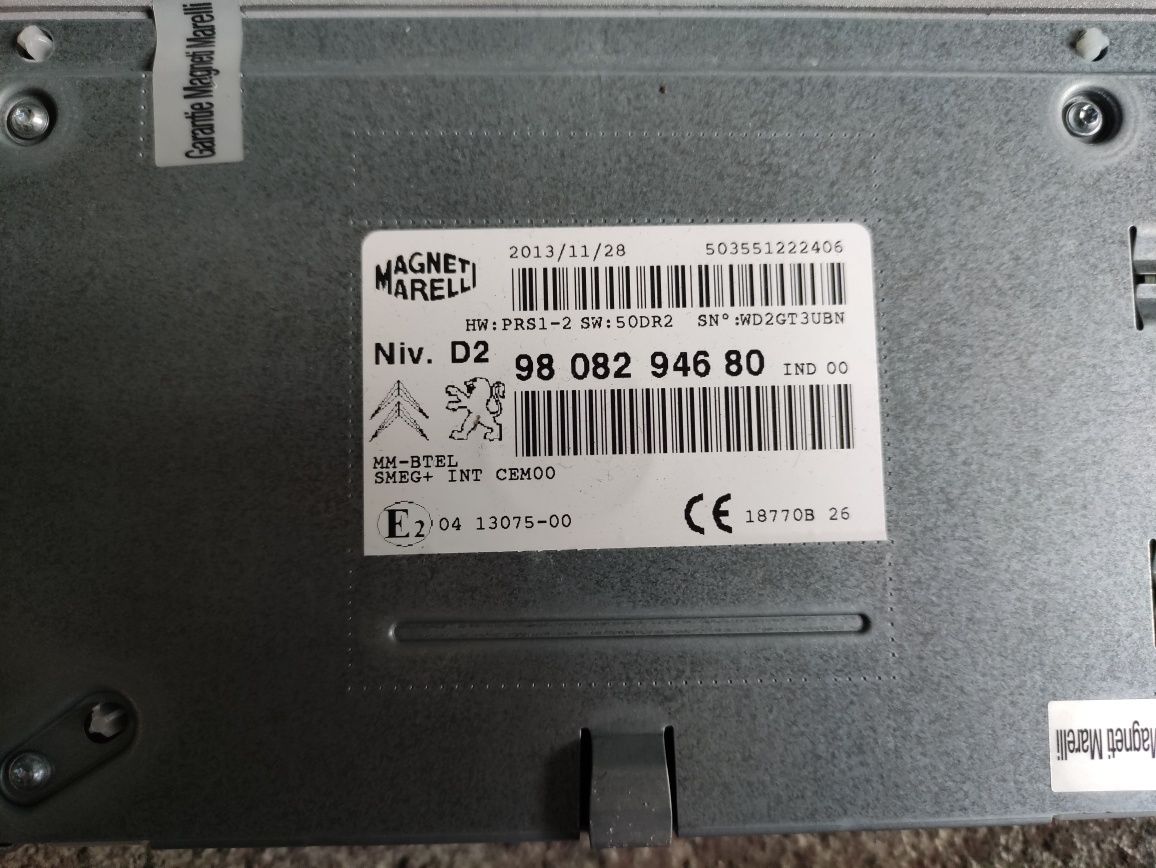 Garantie Magneti Marelli
MAGNETI MARELLI
2013/11/28 503551222406
HW:PRS1-2 SW:50DR2 SN°:WD2GT3UBN
Niv. D2 98 082 946 80 IND 00
MM-BTEL
SMEG+ INT CEM00
E2 04 13075-00 CE 18770B 26
Magneti Marelli